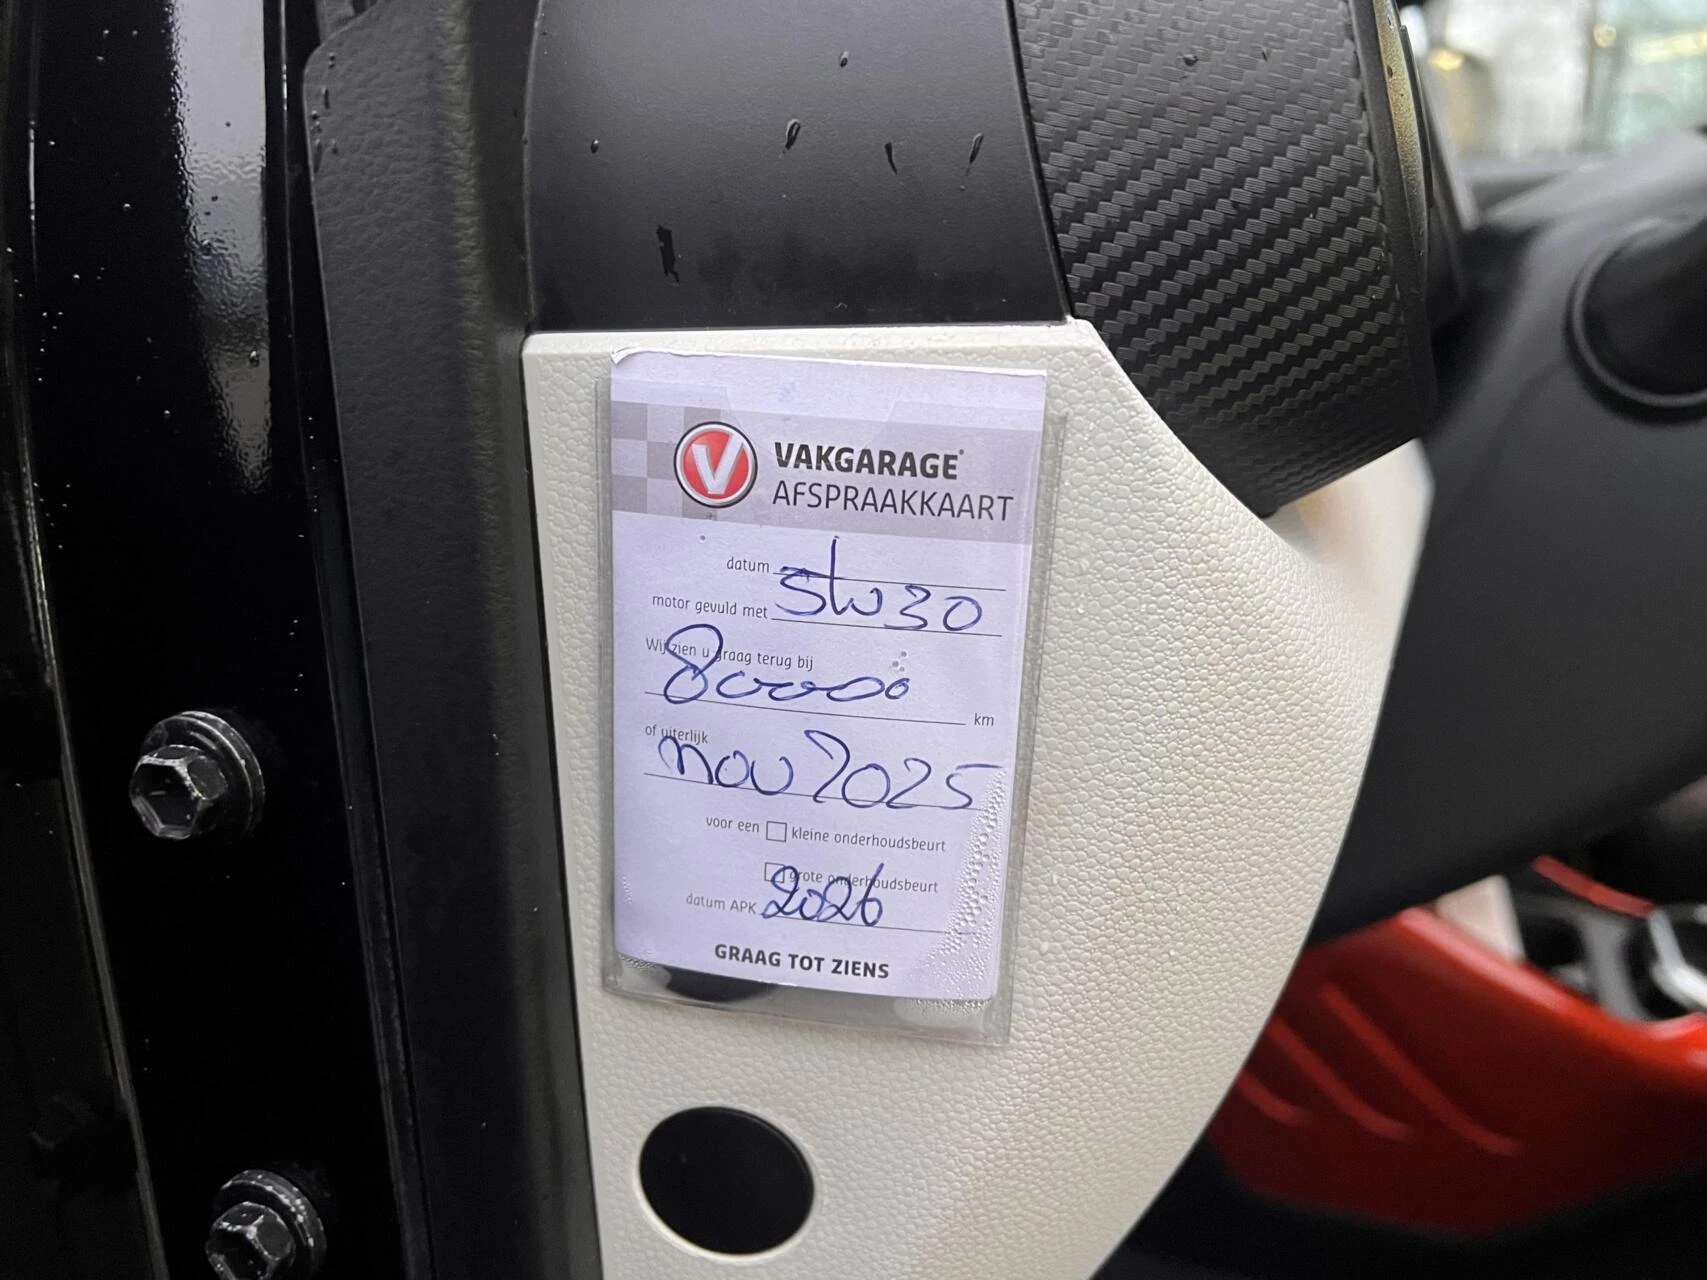 V VAKGARAGE®
AFSPRAAKKAART
datum
motor gevuld met 5W30
Wij zien u graag terug bij
80000 km
of uiterlijk
nov 2025
voor een kleine onderhoudsbeurt
grote onderhoudsbeurt
datum APK 2026
GRAAG TOT ZIENS